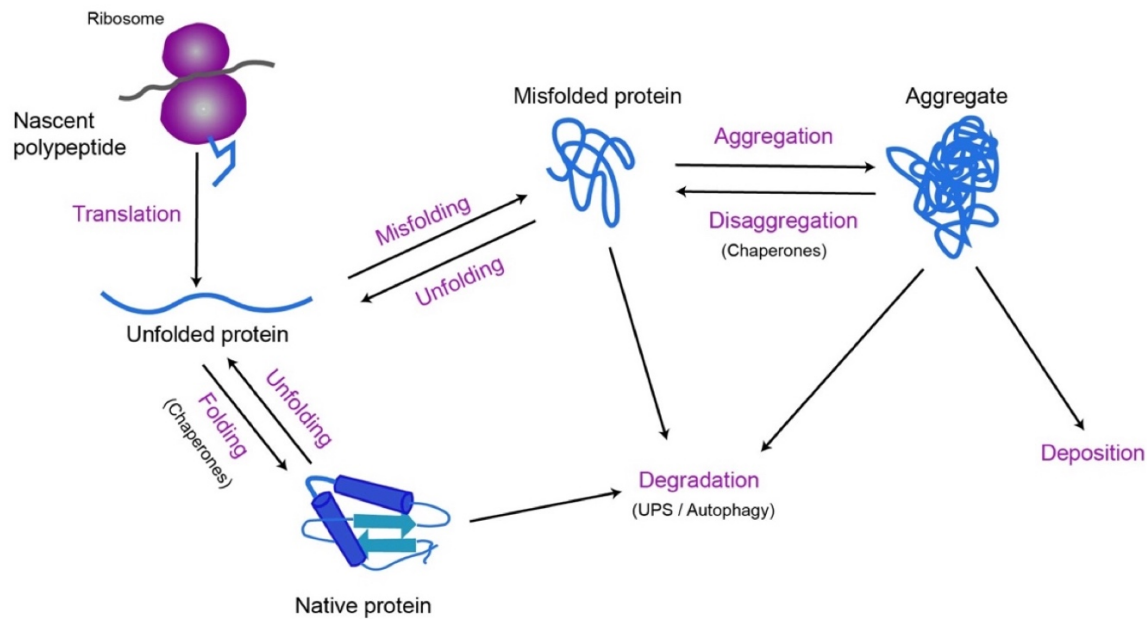 Ribosome
Nascent
polypeptide
Translation
Unfolded protein
Misfolding
Unfolding
Folding
(Chaperones)
Unfolding
Native protein
Misfolded protein
Aggregation
Disaggregation
(Chaperones)
Aggregate
Degradation
(UPS / Autophagy)
Deposition